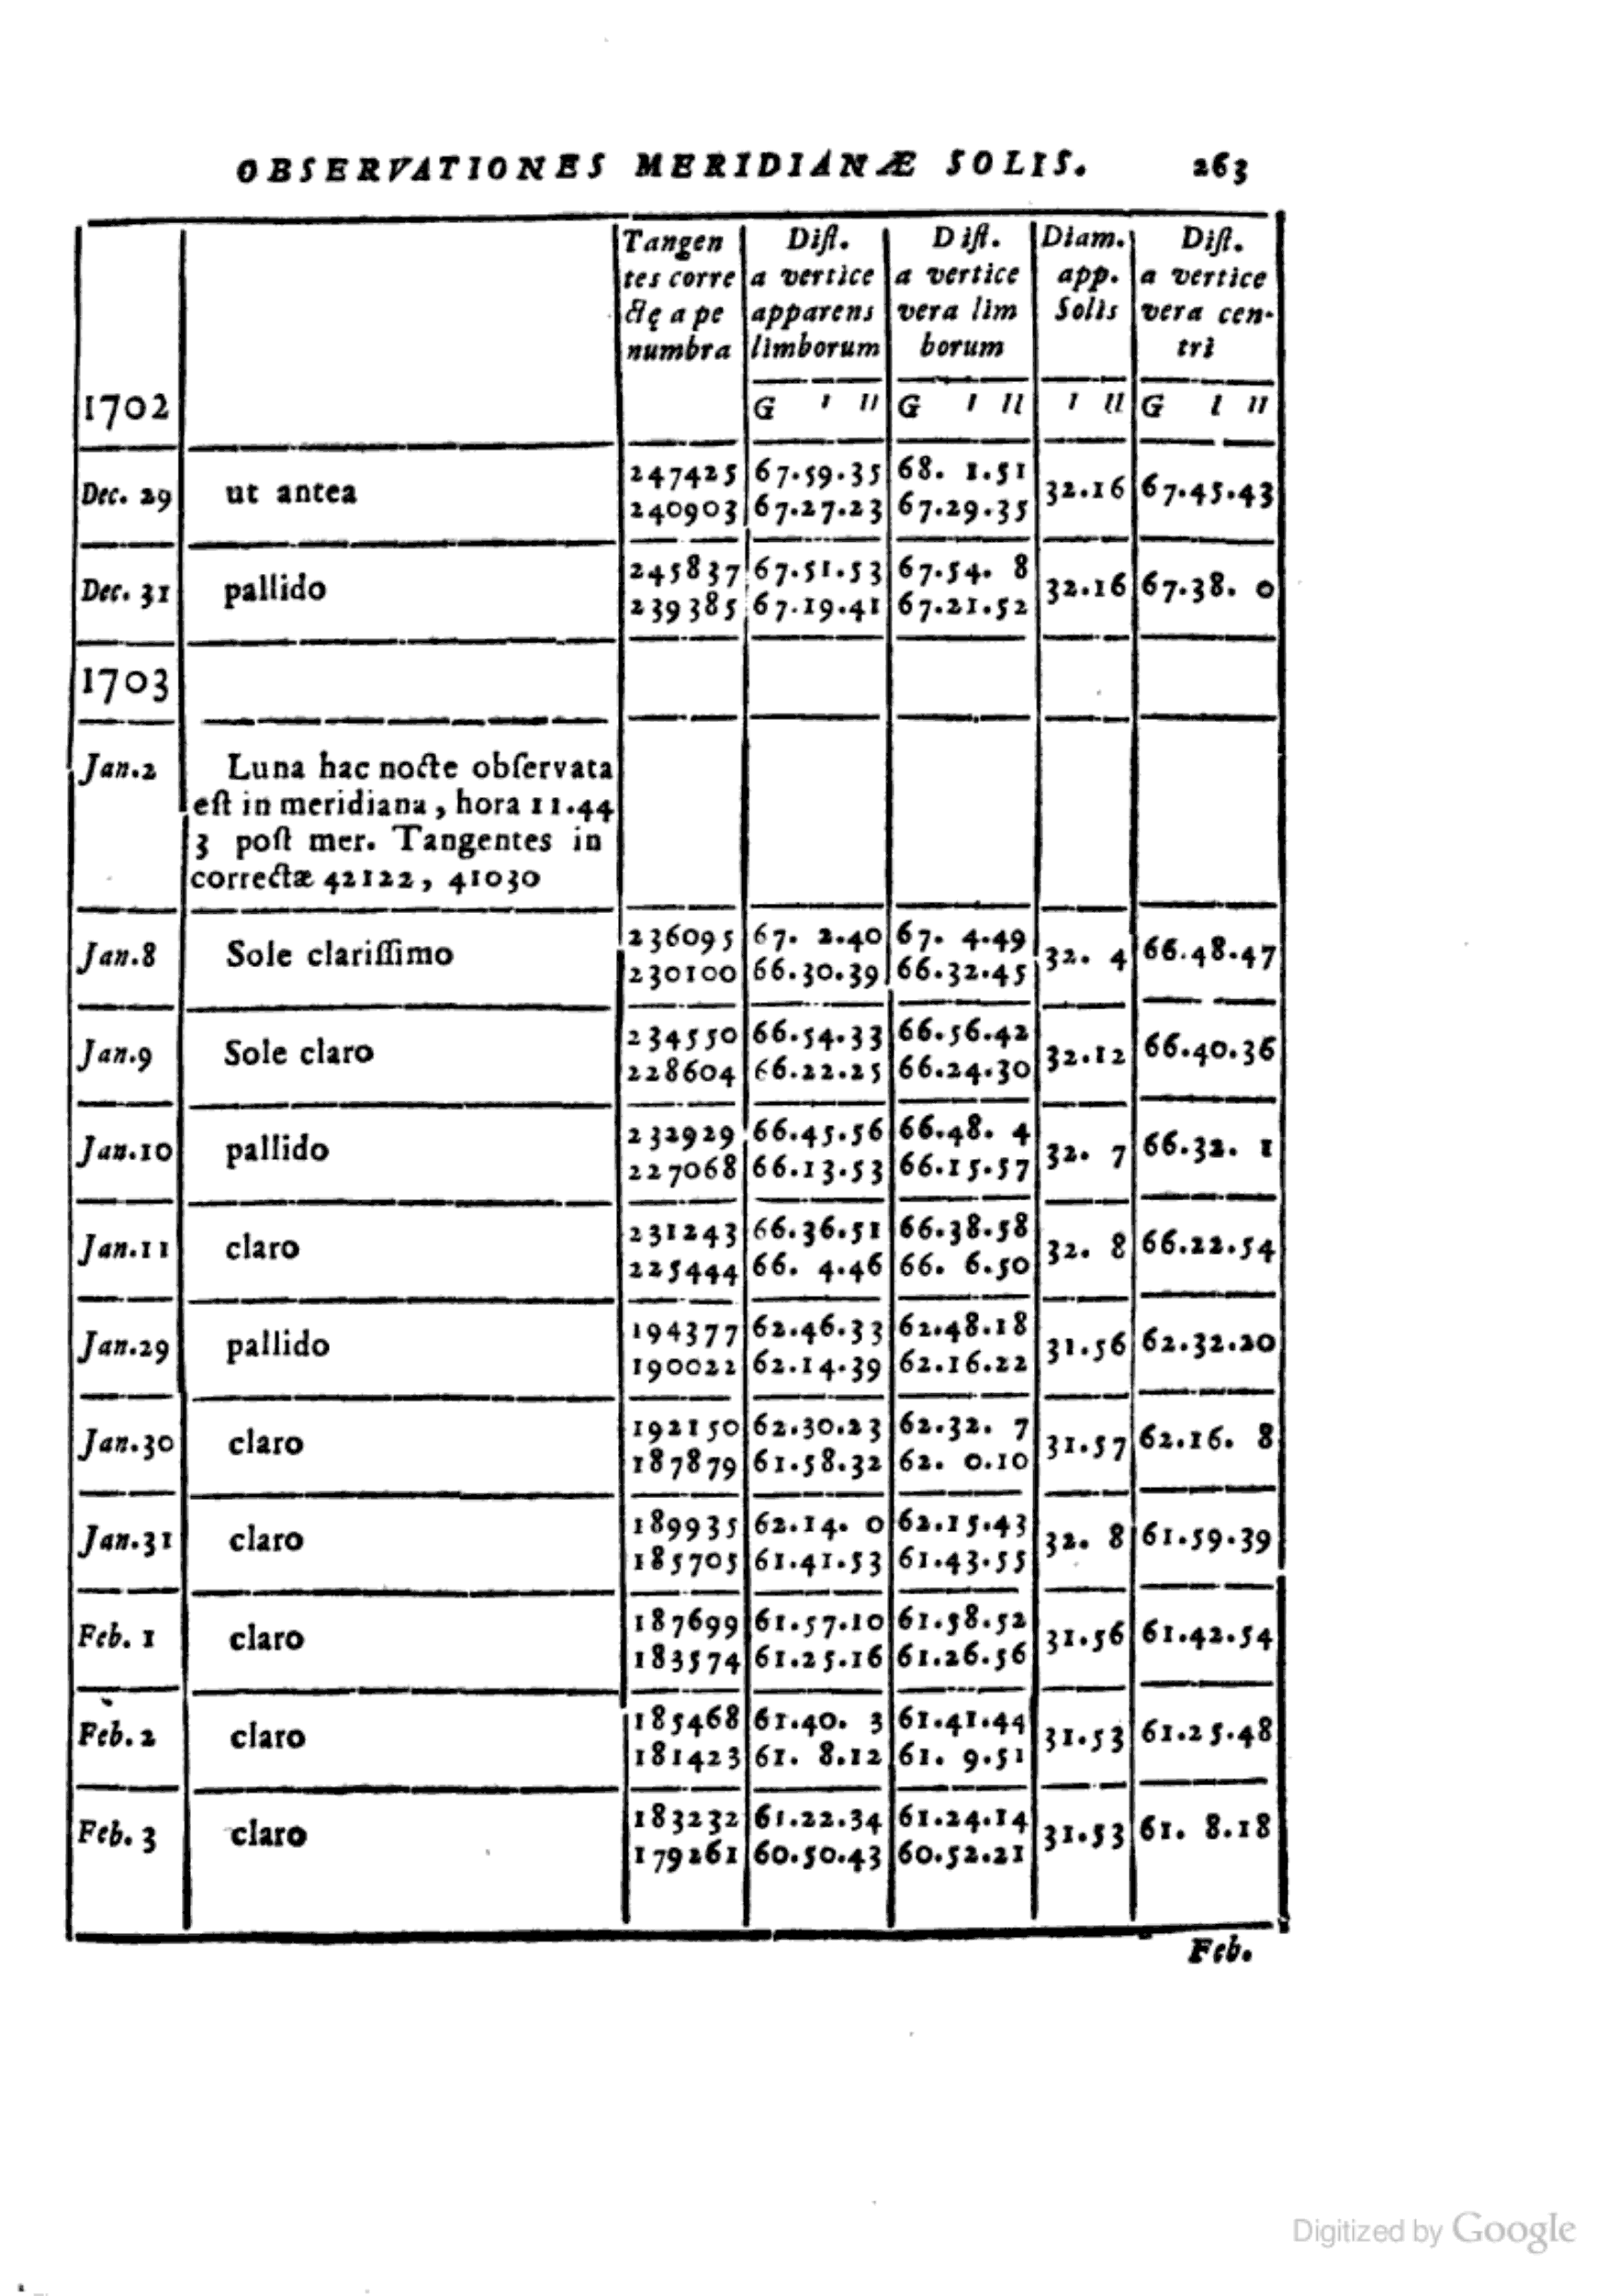 OBSERVATIONES MERIDIANÆ SOLIS. 263
Tangen Diſt. Diſt. Diam. Diſt.
tes corre a vertice a vertice app. a vertice
ctę a pe apparens vera lim Solis vera cen-
numbra limborum borum tri
1702 G ' '' G ' '' ' '' G ' ''
247425 67.59.35 68. 1.51
Dec. 29 ut antea 32.16 67.45.43
240903 67.27.23 67.29.35
245837 67.51.53 67.54. 8
Dec. 31 pallido 32.16 67.38. 0
239385 67.19.41 67.21.52
1703
Jan.2 Luna hac nocte obſervata
eſt in meridiana, hora 11.44
3 poſt mer. Tangentes in
correctæ 42122, 41030
236095 67. 2.40 67. 4.49
Jan.8 Sole clariſſimo 32. 4 66.48.47
230100 66.30.39 66.32.45
234550 66.54.33 66.56.42
Jan.9 Sole claro 32.12 66.40.36
228604 66.22.25 66.24.30
232929 66.45.56 66.48. 4
Jan.10 pallido 32. 7 66.32. 1
227068 66.13.53 66.15.57
231243 66.36.51 66.38.58
Jan.11 claro 32. 8 66.22.54
225444 66. 4.46 66. 6.50
194377 62.46.33 62.48.18
Jan.29 pallido 31.56 62.32.20
190022 62.14.39 62.16.22
192150 62.30.23 62.32. 7
Jan.30 claro 31.57 62.16. 8
187879 61.58.32 62. 0.10
189935 62.14. 0 62.15.43
Jan.31 claro 32. 8 61.59.39
185705 61.41.53 61.43.55
187699 61.57.10 61.58.52
Feb. 1 claro 31.56 61.42.54
183574 61.25.16 61.26.56
185468 61.40. 3 61.41.44
Feb. 2 claro 31.53 61.25.48
181423 61. 8.12 61. 9.51
183232 61.22.34 61.24.14
Feb. 3 claro 31.53 61. 8.18
179261 60.50.43 60.52.21
Feb.
Digitized by Google